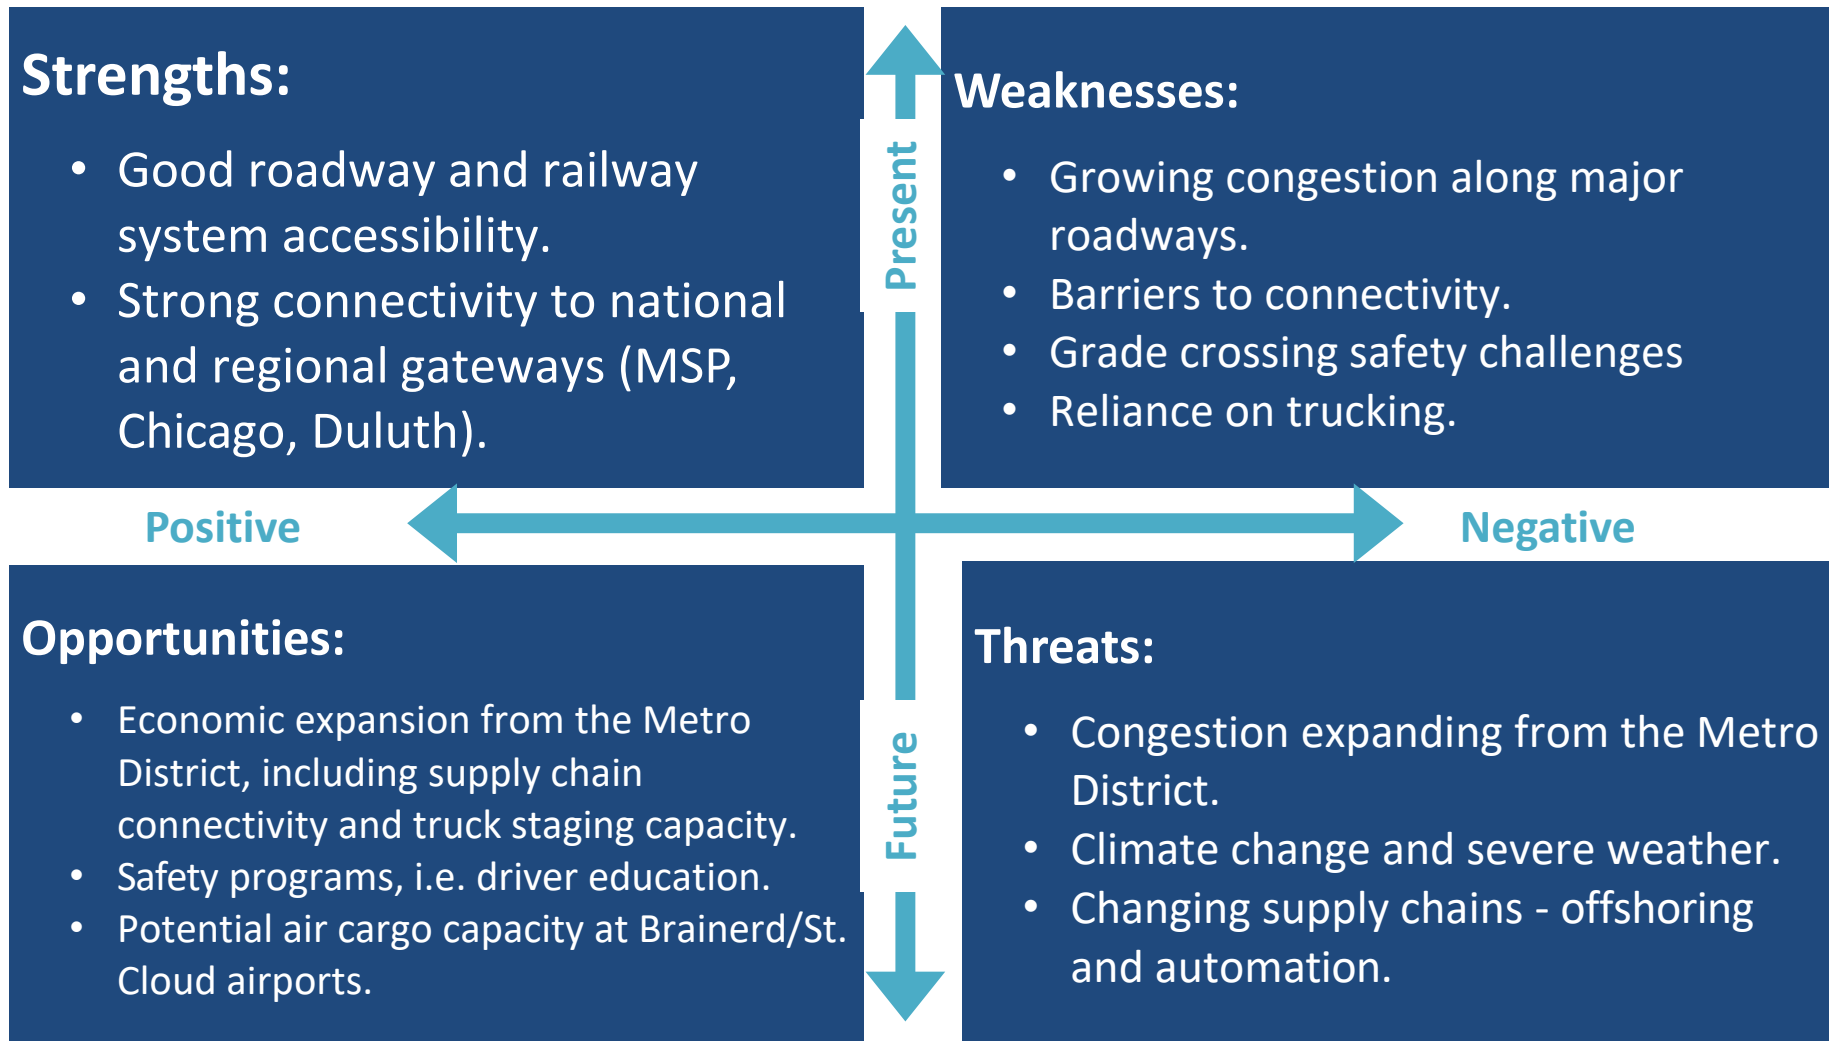 Strengths:
• Good roadway and railway
system accessibility.
• Strong connectivity to national
and regional gateways (MSP,
Chicago, Duluth).
Present
Weaknesses:
• Growing congestion along major
roadways.
• Barriers to connectivity.
• Grade crossing safety challenges
• Reliance on trucking.
Positive
Negative
Opportunities:
• Economic expansion from the Metro
District, including supply chain
connectivity and truck staging capacity.
• Safety programs, i.e. driver education.
• Potential air cargo capacity at Brainerd/St.
Cloud airports.
Future
Threats:
• Congestion expanding from the Metro
District.
• Climate change and severe weather.
• Changing supply chains - offshoring
and automation.